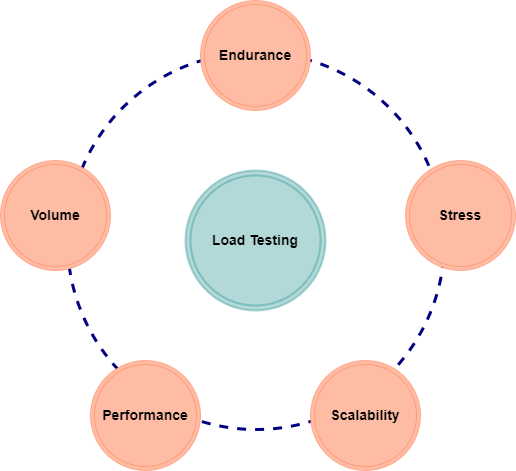 Endurance
Volume
Stress
Load Testing
Performance
Scalability